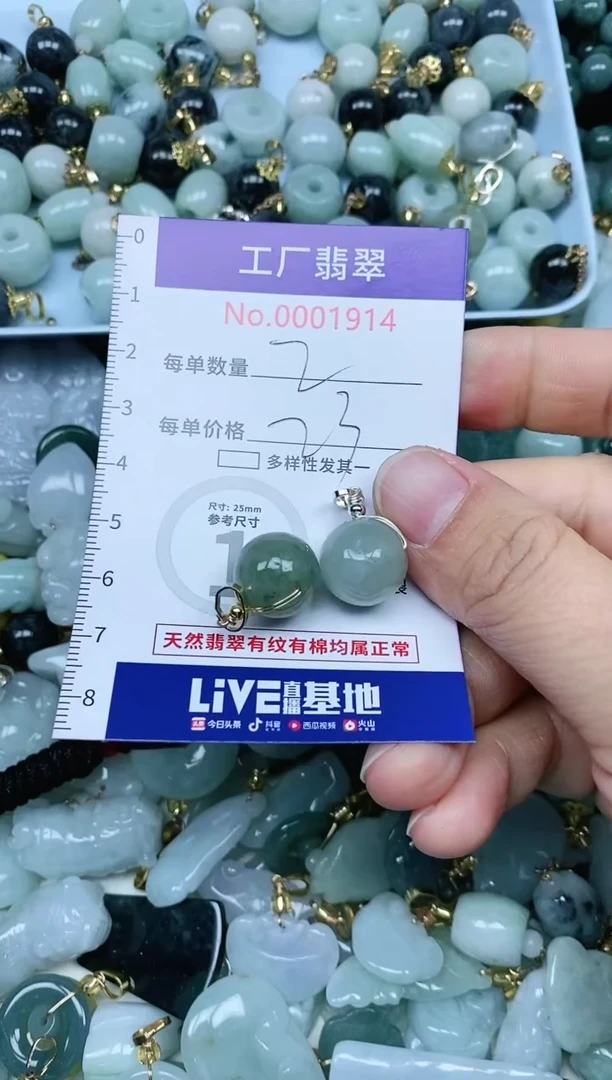 0
工厂翡翠
1
No.0001914
2
每单数量 2
3
每单价格 23
4
多样性发其一
尺寸: 25mm
5
参考尺寸
1
6
7
天然翡翠有纹有棉均属正常
8
LiVE直播基地
今日头条 抖音 西瓜视频 火山